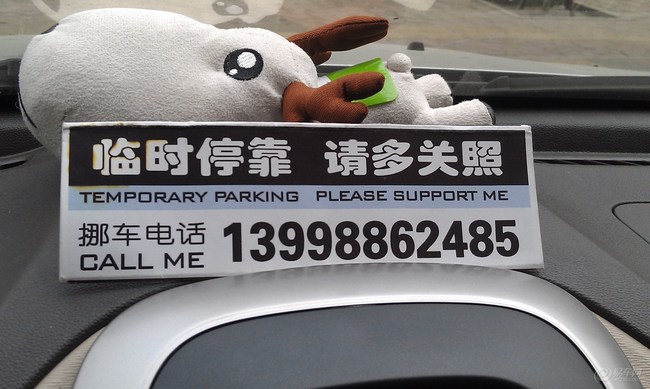 临时停靠 请多关照
TEMPORARY PARKING PLEASE SUPPORT ME
挪车电话 13998862485
CALL ME